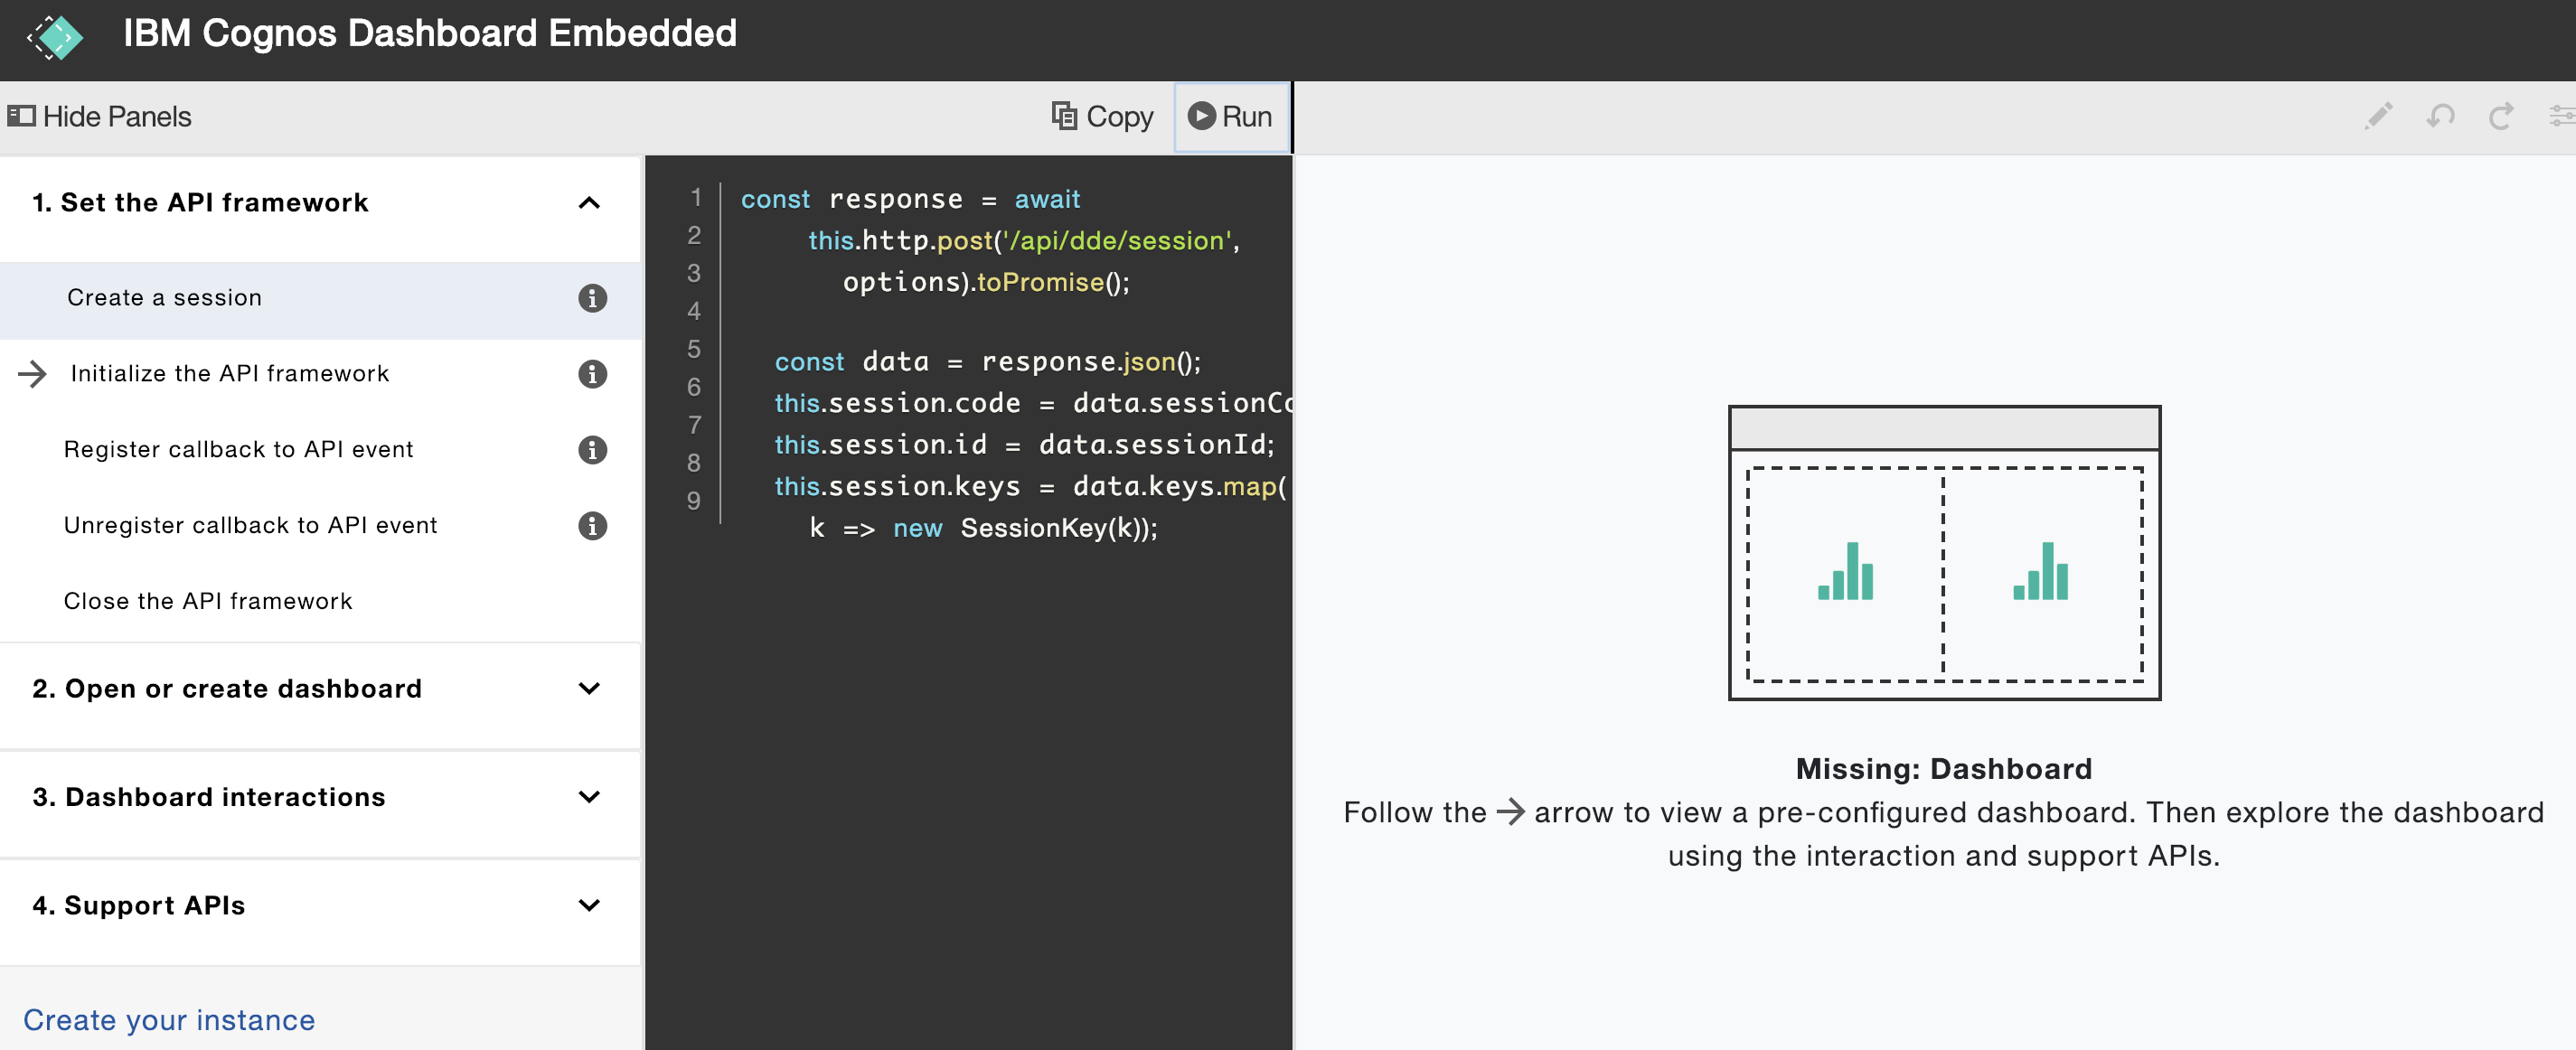 IBM Cognos Dashboard Embedded
Hide Panels
Copy
Run
1. Set the API framework
Create a session
Initialize the API framework
Register callback to API event
Unregister callback to API event
Close the API framework
2. Open or create dashboard
3. Dashboard interactions
4. Support APIs
Create your instance
1
2
3
4
5
6
7
8
9
const response = await
this.http.post('/api/dde/session',
options).toPromise();
const data = response.json();
this.session.code = data.sessionCo
this.session.id = data.sessionId;
this.session.keys = data.keys.map(
k => new SessionKey(k));
Missing: Dashboard
Follow the → arrow to view a pre-configured dashboard. Then explore the dashboard
using the interaction and support APIs.